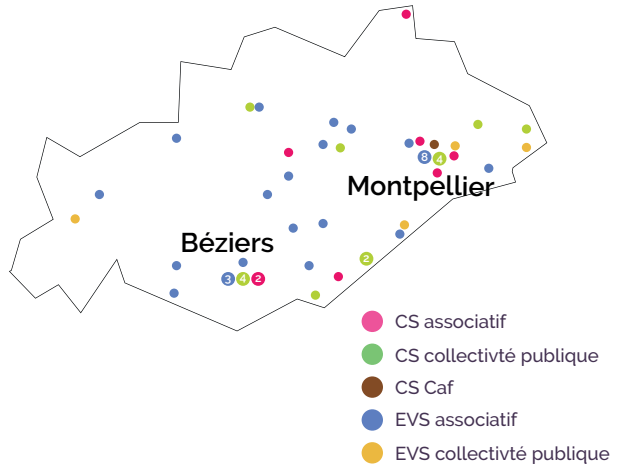 8 4
Montpellier
Béziers
2
3 4 2
CS associatif
CS collectivté publique
CS Caf
EVS associatif
EVS collectivté publique